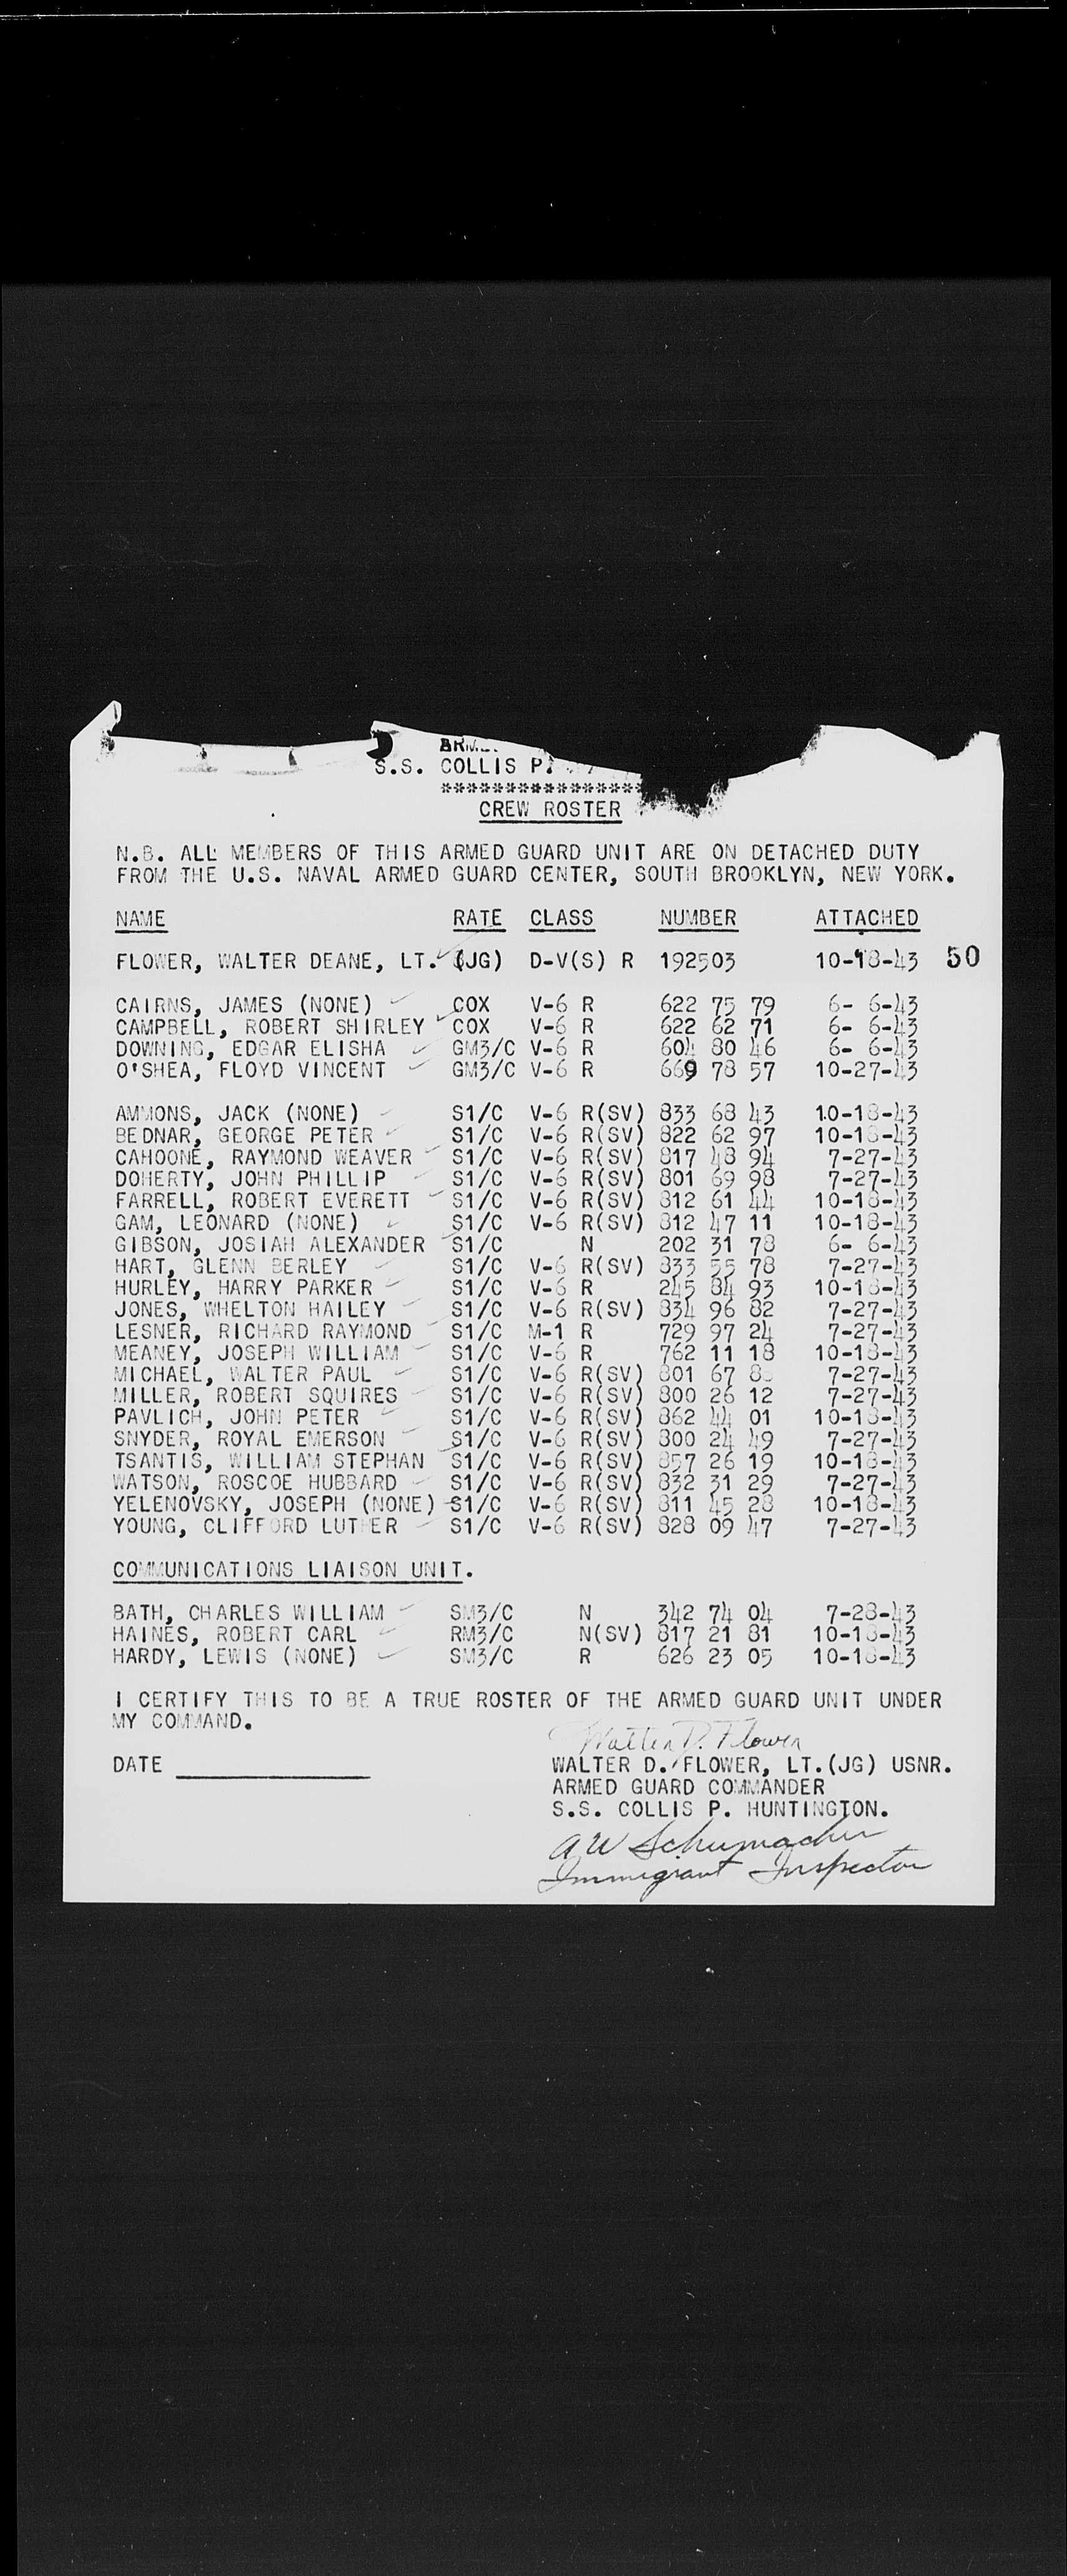 S.S. COLLIS P.
*******************
CREW ROSTER
N.B. ALL MEMBERS OF THIS ARMED GUARD UNIT ARE ON DETACHED DUTY
FROM THE U.S. NAVAL ARMED GUARD CENTER, SOUTH BROOKLYN, NEW YORK.
NAME RATE CLASS NUMBER ATTACHED
FLOWER, WALTER DEANE, LT. (JG) D-V(S) R 192503 10-18-43 50
CAIRNS, JAMES (NONE) COX V-6 R 622 75 79 6- 6-43
CAMPBELL, ROBERT SHIRLEY COX V-6 R 622 62 71 6- 6-43
DOWNING, EDGAR ELISHA GM3/C V-6 R 604 80 46 6- 6-43
O'SHEA, FLOYD VINCENT GM3/C V-6 R 669 78 57 10-27-43
AMMONS, JACK (NONE) S1/C V-6 R(SV) 833 68 43 10-18-43
BEDNAR, GEORGE PETER S1/C V-6 R(SV) 822 62 97 10-18-43
CAHOONE, RAYMOND WEAVER S1/C V-6 R(SV) 817 48 94 7-27-43
DOHERTY, JOHN PHILLIP S1/C V-6 R(SV) 801 69 98 7-27-43
FARRELL, ROBERT EVERETT S1/C V-6 R(SV) 812 61 44 10-18-43
GAM, LEONARD (NONE) S1/C V-6 R(SV) 812 47 11 10-18-43
GIBSON, JOSIAH ALEXANDER S1/C N 202 31 78 6- 6-43
HART, GLENN BERLEY S1/C V-6 R(SV) 833 55 78 7-27-43
HURLEY, HARRY PARKER S1/C V-6 R 245 84 93 10-18-43
JONES, WHELTON HAILEY S1/C V-6 R(SV) 834 96 82 7-27-43
LESNER, RICHARD RAYMOND S1/C M-1 R 729 97 24 7-27-43
MEANEY, JOSEPH WILLIAM S1/C V-6 R 762 11 18 10-18-43
MICHAEL, WALTER PAUL S1/C V-6 R(SV) 801 67 7-27-43
MILLER, ROBERT SQUIRES S1/C V-6 R(SV) 800 26 12 7-27-43
PAVLICH, JOHN PETER S1/C V-6 R(SV) 862 44 01 10-18-43
SNYDER, ROYAL EMERSON S1/C V-6 R(SV) 800 24 49 7-27-43
TSANTIS, WILLIAM STEPHAN S1/C V-6 R(SV) 857 26 19 10-18-43
WATSON, ROSCOE HUBBARD S1/C V-6 R(SV) 832 31 29 7-27-43
YELENOVSKY, JOSEPH (NONE) S1/C V-6 R(SV) 811 45 28 10-18-43
YOUNG, CLIFFORD LUTHER S1/C V-6 R(SV) 828 09 47 7-27-43
COMMUNICATIONS LIAISON UNIT.
BATH, CHARLES WILLIAM SM3/C N 342 74 04 7-28-43
HAINES, ROBERT CARL RM3/C N(SV) 817 21 81 10-18-43
HARDY, LEWIS (NONE) SM3/C R 626 23 05 10-18-43
I CERTIFY THIS TO BE A TRUE ROSTER OF THE ARMED GUARD UNIT UNDER
MY COMMAND.
Walter D. Flower
DATE WALTER D. FLOWER, LT.(JG) USNR.
ARMED GUARD COMMANDER
S.S. COLLIS P. HUNTINGTON.
A W Schumacher
Immigrant Inspector